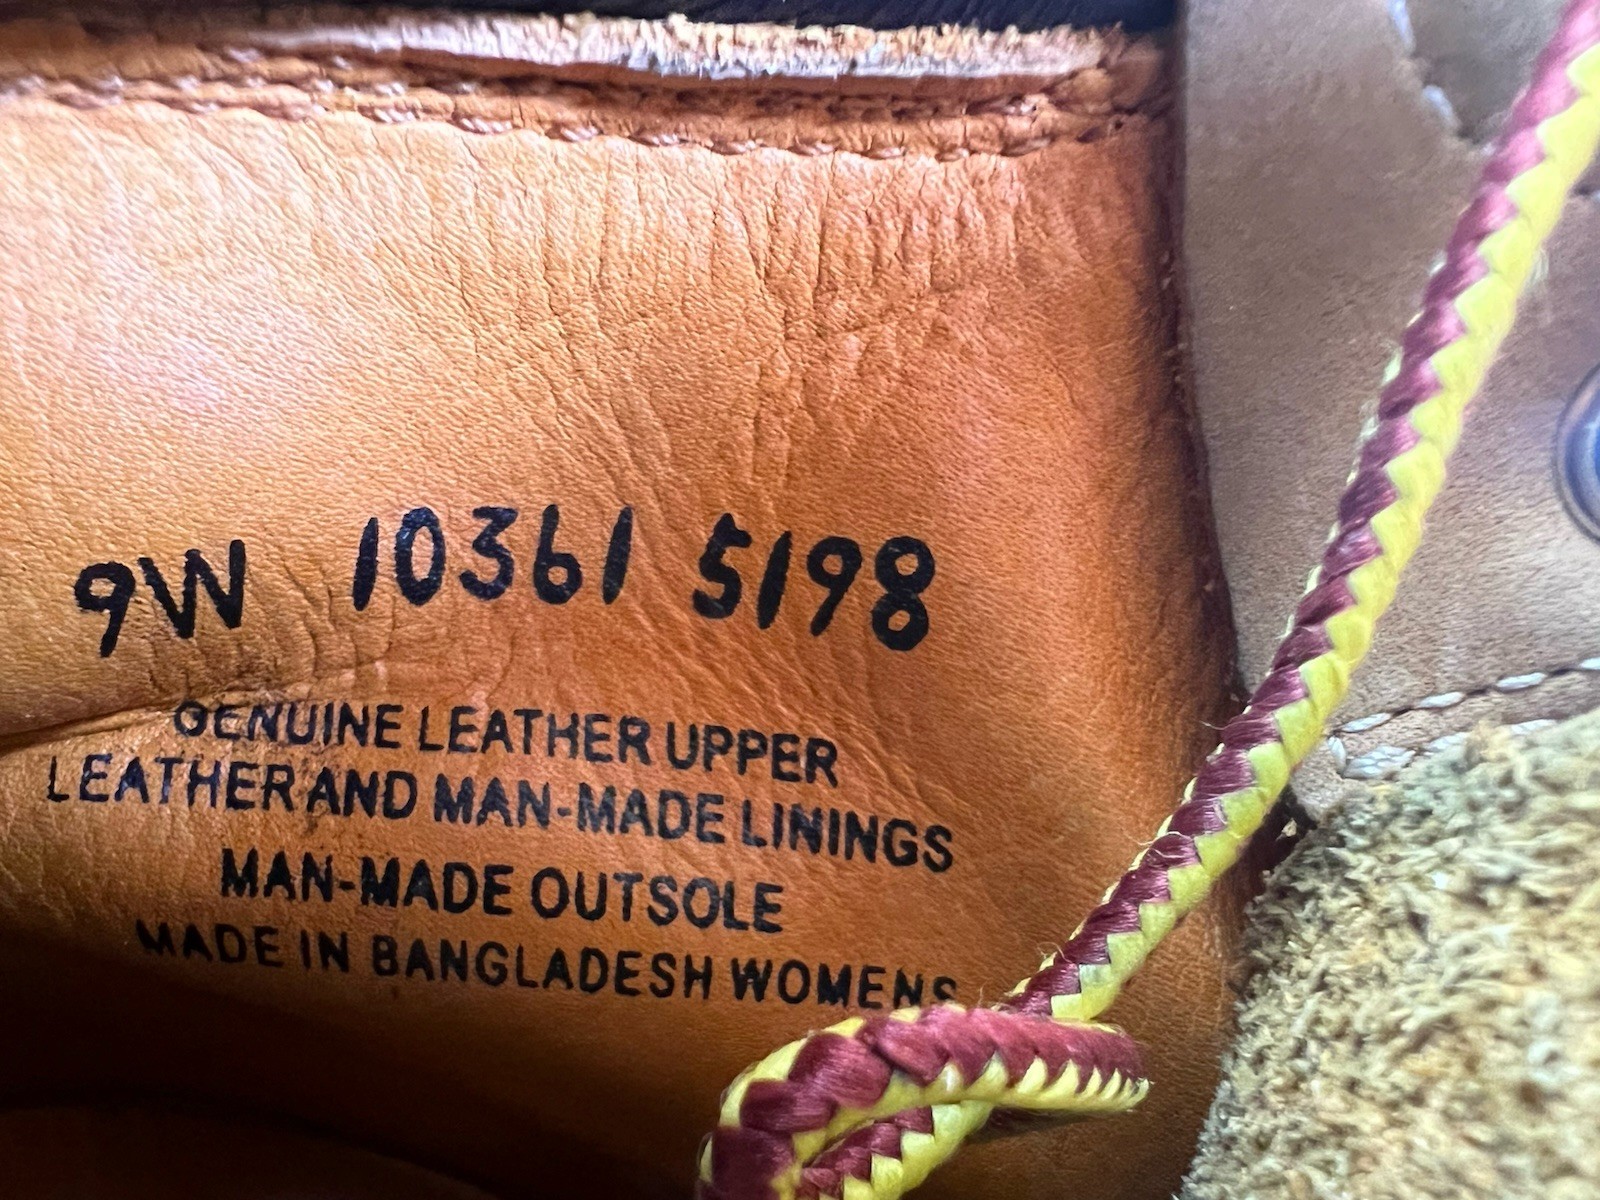 9W 10361 5198
GENUINE LEATHER UPPER
LEATHER AND MAN-MADE LININGS
MAN-MADE OUTSOLE
MADE IN BANGLADESH WOMENS